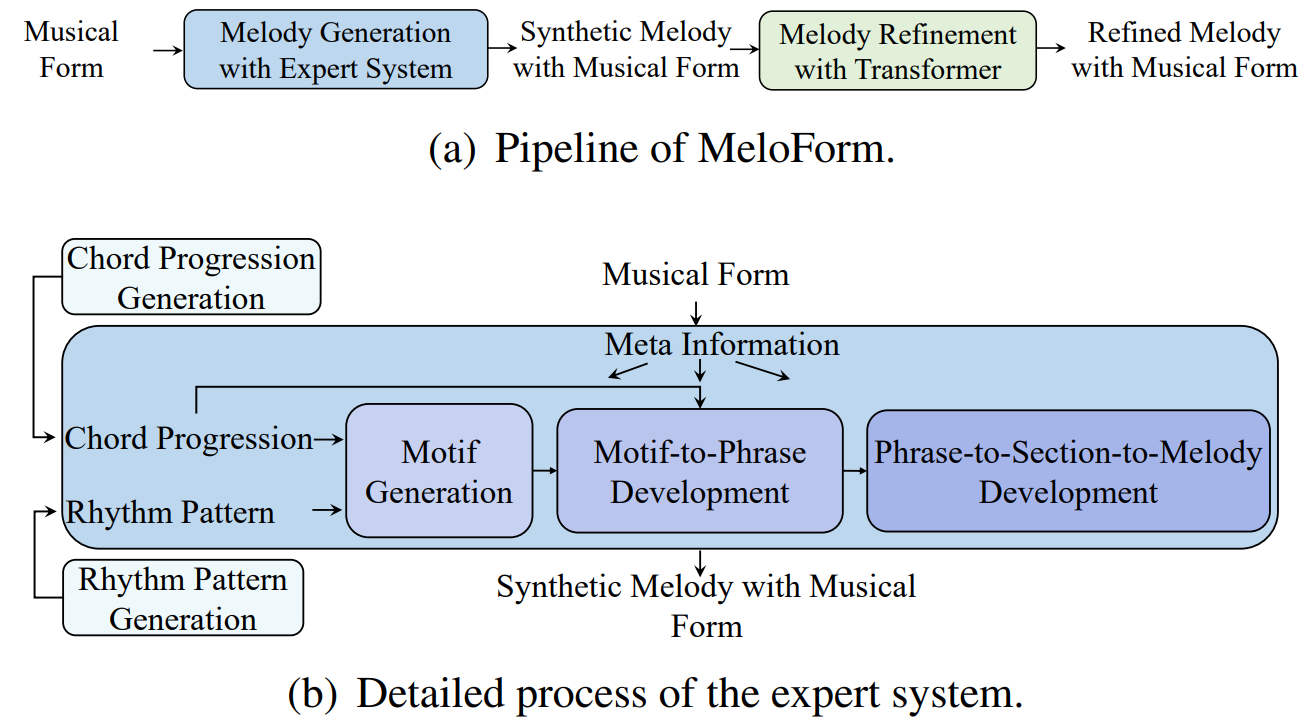 Musical
Form
Melody Generation
with Expert System
Synthetic Melody
with Musical Form
Melody Refinement
with Transformer
Refined Melody
with Musical Form
(a) Pipeline of MeloForm.
Chord Progression
Generation
Musical Form
Meta Information
Chord Progression
Rhythm Pattern
Motif
Generation
Motif-to-Phrase
Development
Phrase-to-Section-to-Melody
Development
Rhythm Pattern
Generation
Synthetic Melody with Musical
Form
(b) Detailed process of the expert system.